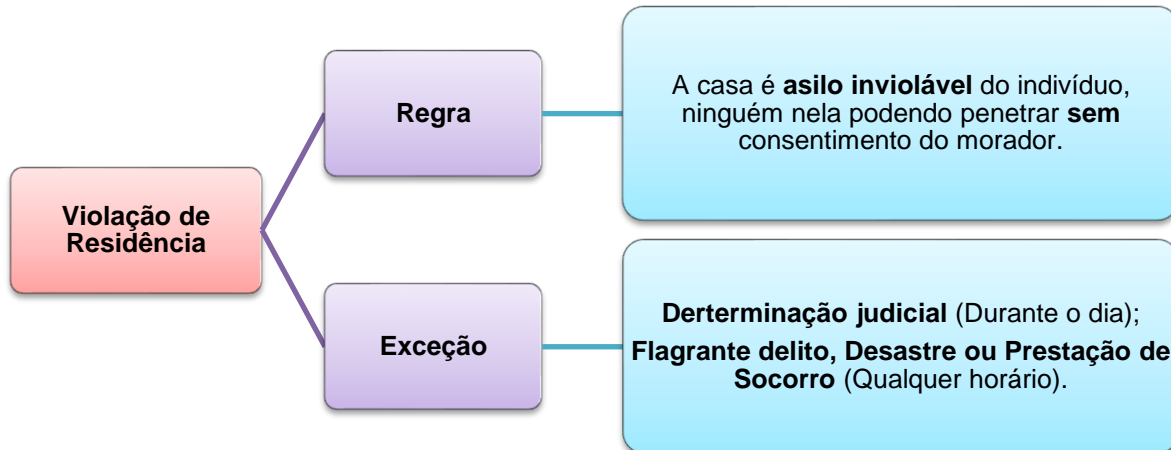 Violação de
Residência
Regra
A casa é asilo inviolável do indivíduo,
ninguém nela podendo penetrar sem
consentimento do morador.
Exceção
Derterminação judicial (Durante o dia);
Flagrante delito, Desastre ou Prestação de
Socorro (Qualquer horário).